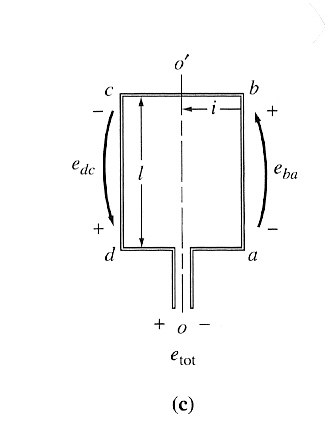 o'
c b
− i +
e_dc l e_ba
+ −
d a
+ o −
e_tot
(c)